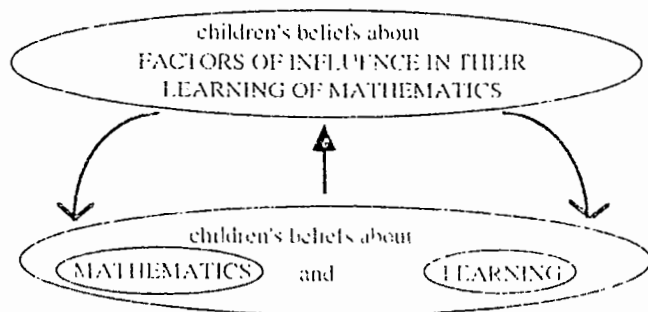 children's beliefs about
FACTORS OF INFLUENCE IN THEIR
LEARNING OF MATHEMATICS
children's beliefs about
MATHEMATICS and LEARNING